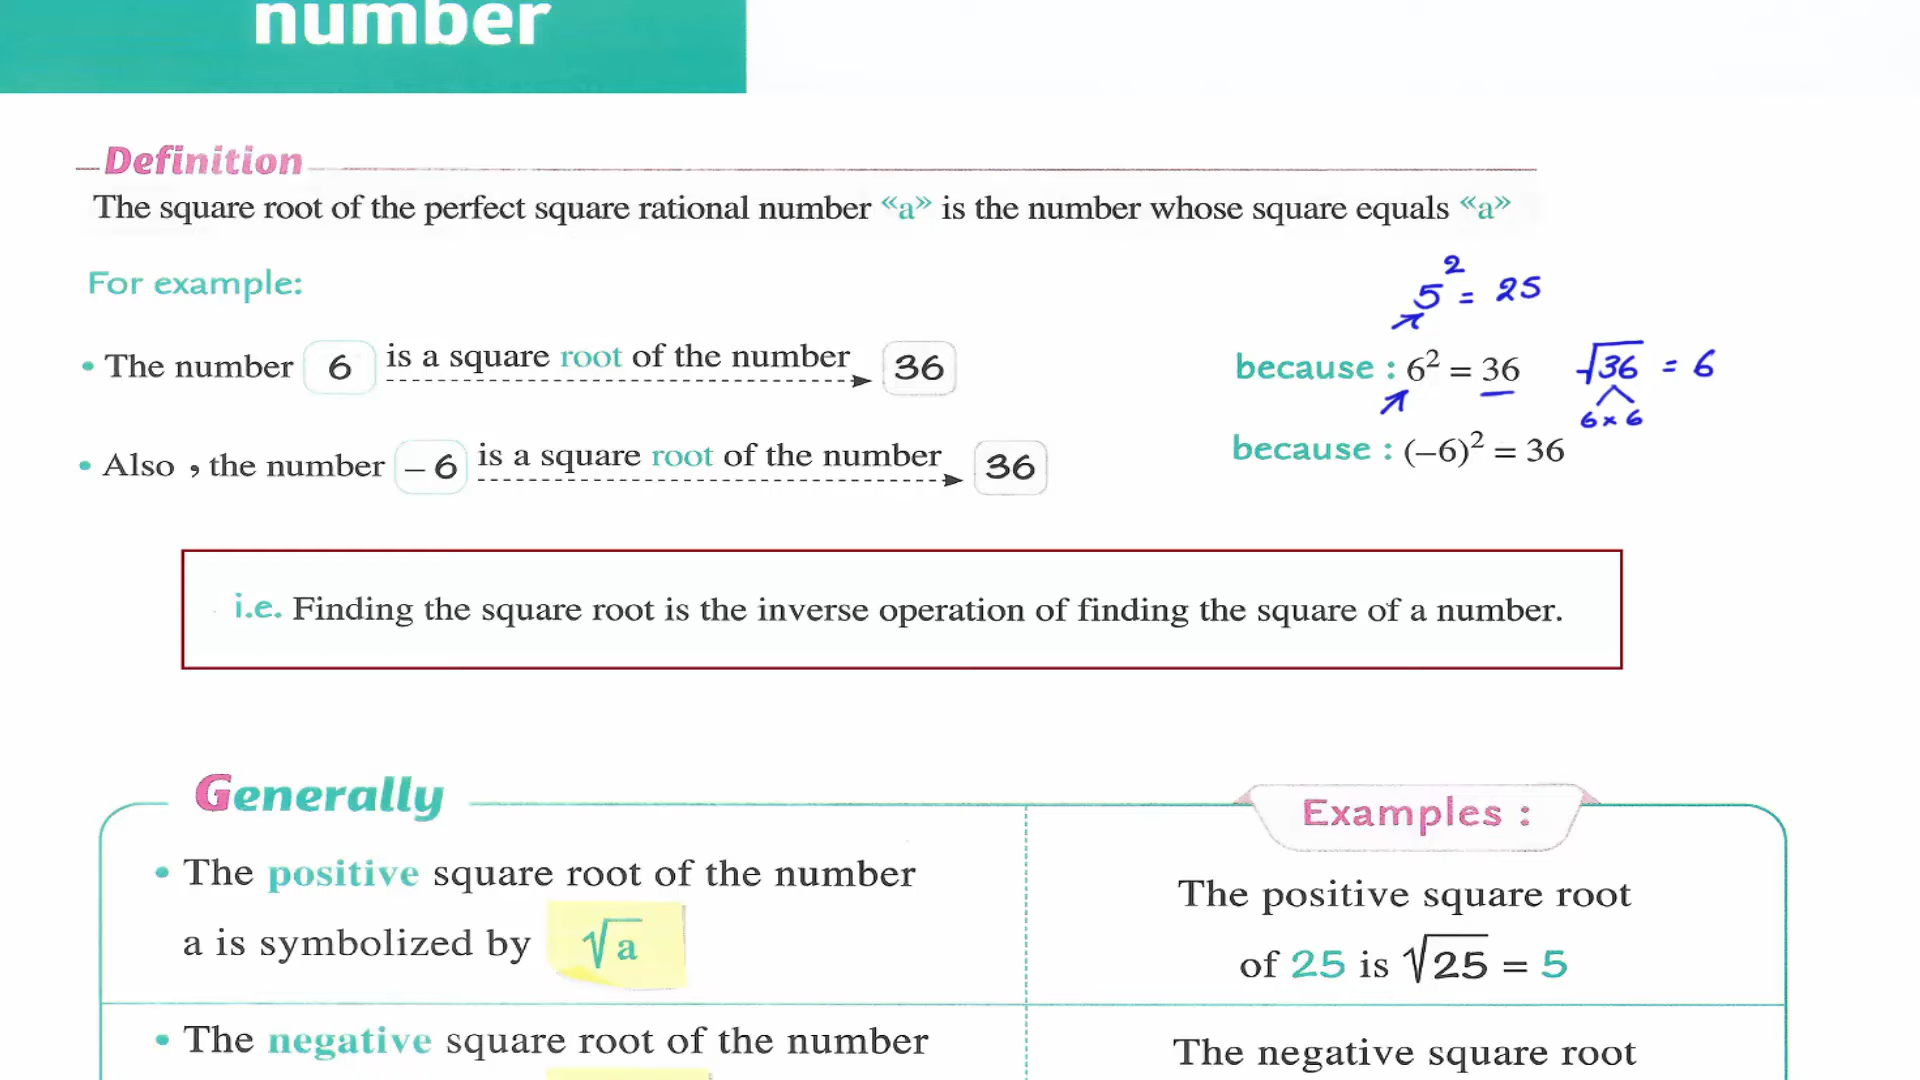 number
Definition
The square root of the perfect square rational number «a» is the number whose square equals «a»
For example:
5² = 25
• The number 6 is a square root of the number 36 because : 6² = 36 √36 = 6
6 × 6
• Also , the number – 6 is a square root of the number 36 because : (–6)² = 36
i.e. Finding the square root is the inverse operation of finding the square of a number.
Generally
Examples :
• The positive square root of the number
a is symbolized by √a
The positive square root
of 25 is √25 = 5
• The negative square root of the number
The negative square root